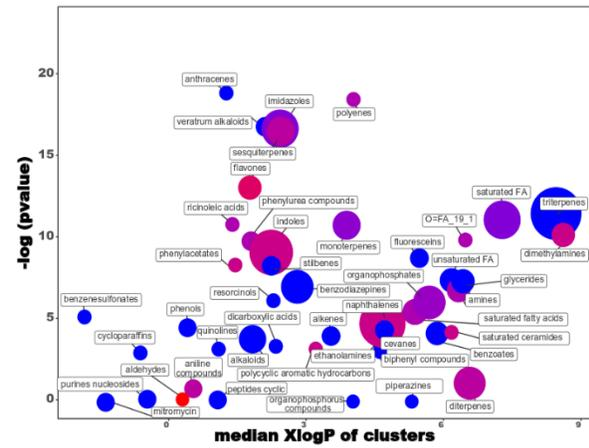 20
15
10
5
0
0
3
6
9
-log (pvalue)
median XlogP of clusters
anthracenes
polyenes
veratrum alkaloids
imidazoles
sesquiterpenes
flavones
ricinoleic acids
phenylurea compounds
indoles
saturated FA
triterpenes
O=FA_19_1
monoterpenes
fluoresceins
dimethylamines
phenylacetates
stilbenes
unsaturated FA
organophosphates
glycerides
resorcinols
benzodiazepines
amines
naphthalenes
benzenesulfonates
phenols
dicarboxylic acids
alkenes
saturated fatty acids
cycloparaffins
quinolines
cevanes
saturated ceramides
alkaloids
ethanolamines
biphenyl compounds
benzoates
aldehydes
aniline
compounds
polycyclic aromatic hydrocarbons
purines nucleosides
peptides cyclic
piperazines
organophosphorus
compounds
diterpenes
mitromycin